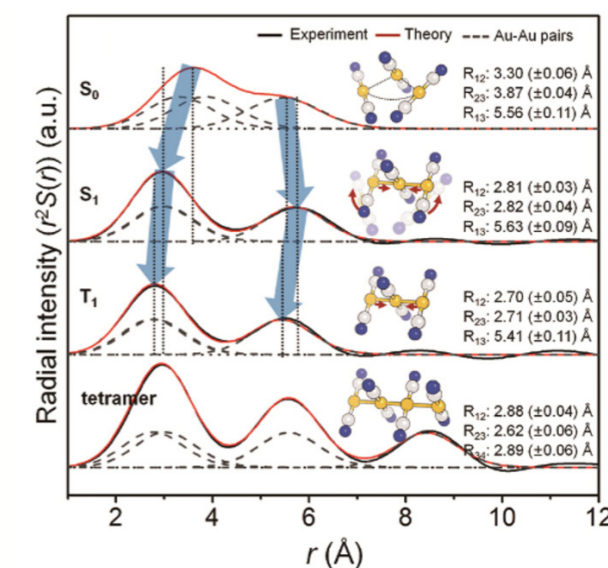 Experiment Theory Au-Au pairs
S0
R12: 3.30 (±0.06) Å
R23: 3.87 (±0.04) Å
R13: 5.56 (±0.11) Å
S1
R12: 2.81 (±0.03) Å
R23: 2.82 (±0.04) Å
R13: 5.63 (±0.09) Å
T1
R12: 2.70 (±0.05) Å
R23: 2.71 (±0.03) Å
R13: 5.41 (±0.11) Å
tetramer
R12: 2.88 (±0.04) Å
R23: 2.62 (±0.06) Å
R34: 2.89 (±0.06) Å
Radial intensity (r²S(r)) (a.u.)
2 4 6 8 10 12
r (Å)